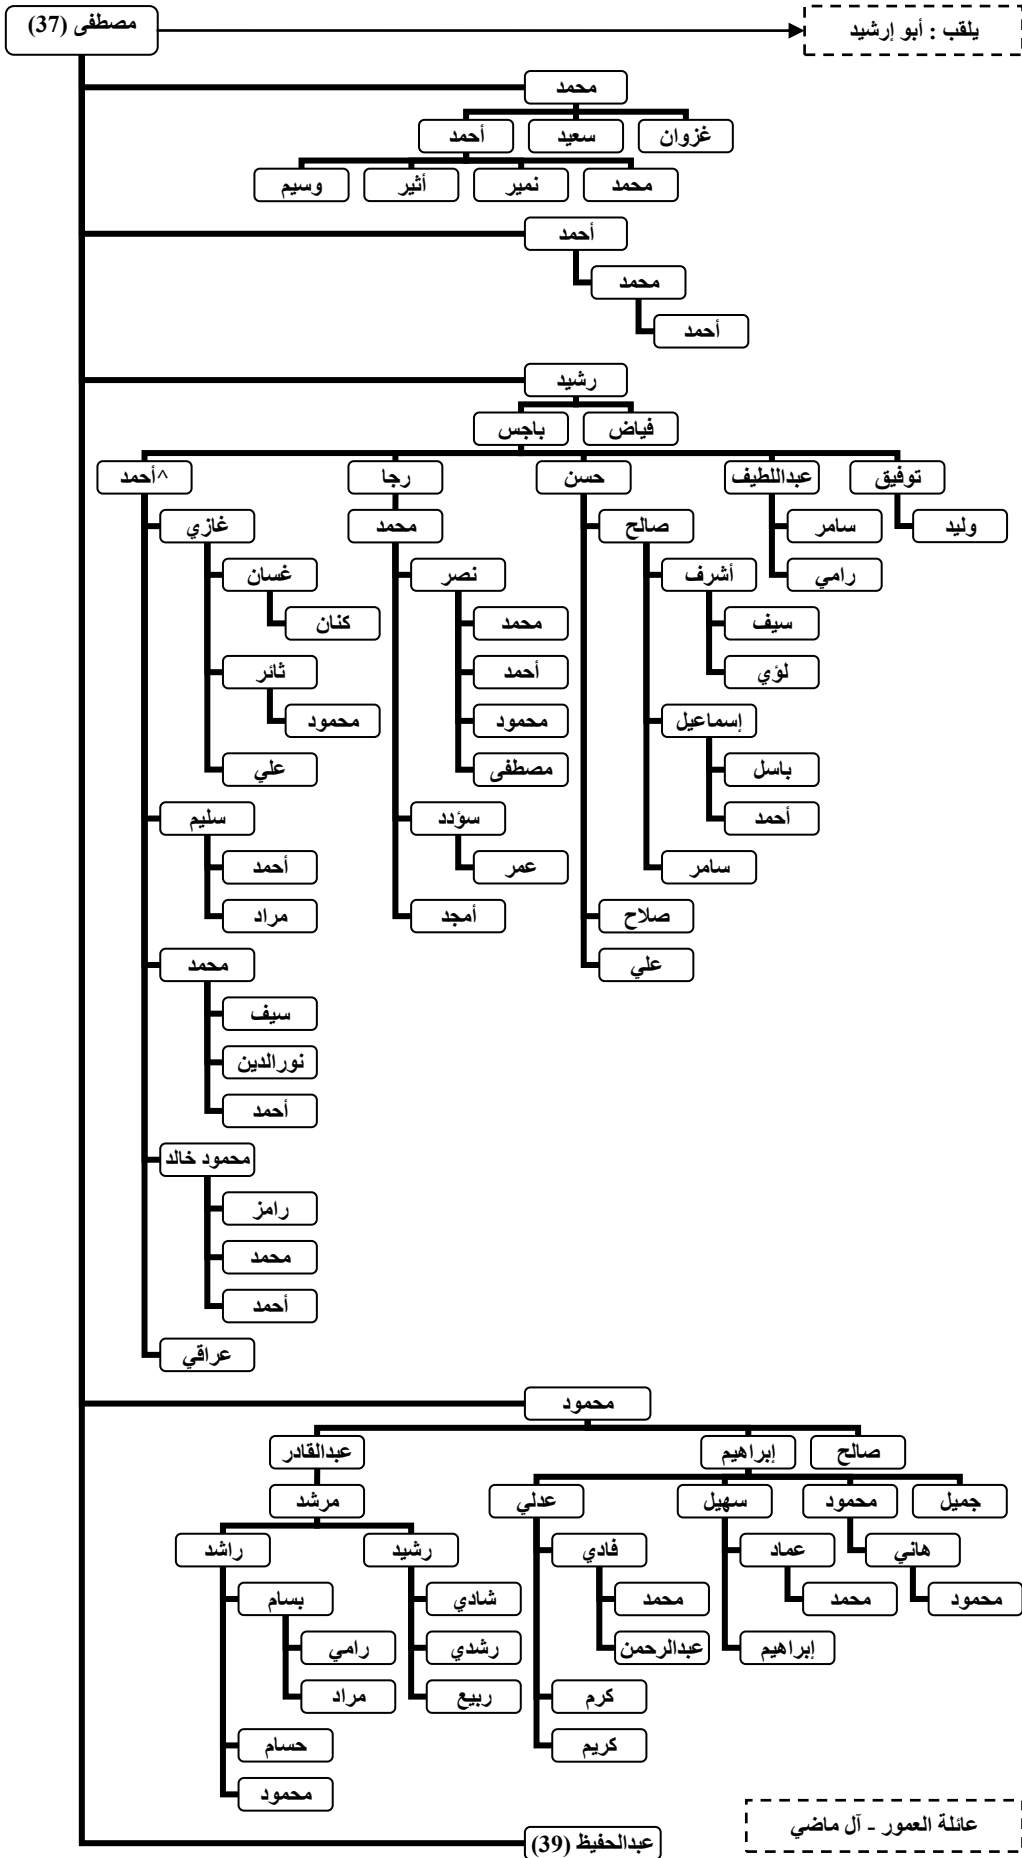 مصطفى (37)
يلقب : أبو إرشيد
محمد
غزوان
سعيد
أحمد
محمد
نمير
أثير
وسيم
أحمد
محمد
أحمد
رشيد
فياض
باجس
توفيق
عبداللطيف
حسن
رجا
^أحمد
وليد
سامر
صالح
محمد
غازي
رامي
أشرف
نصر
غسان
سيف
محمد
كنان
لؤي
أحمد
ثائر
إسماعيل
محمود
محمود
باسل
مصطفى
علي
أحمد
سؤدد
سليم
سامر
عمر
أحمد
صلاح
أمجد
مراد
علي
محمد
سيف
نورالدين
أحمد
محمود خالد
رامز
محمد
أحمد
عراقي
محمود
صالح
إبراهيم
عبدالقادر
جميل
محمود
سهيل
عدلي
مرشد
هاني
عماد
فادي
رشيد
راشد
محمود
محمد
محمد
شادي
بسام
إبراهيم
عبدالرحمن
رشدي
رامي
كرم
ربيع
مراد
كريم
حسام
محمود
عائلة العمور - آل ماضي
عبدالحفيظ (39)